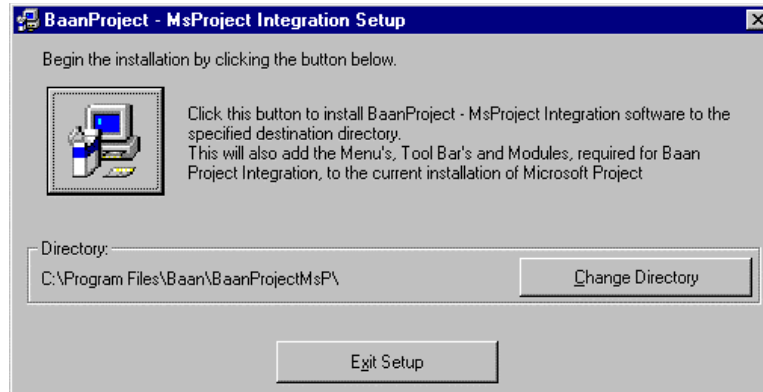 BaanProject - MsProject Integration Setup
Begin the installation by clicking the button below.
Click this button to install BaanProject - MsProject Integration software to the
specified destination directory.
This will also add the Menu's, Tool Bar's and Modules, required for Baan
Project Integration, to the current installation of Microsoft Project
Directory:
C:\Program Files\Baan\BaanProjectMsP\
Change Directory
Exit Setup